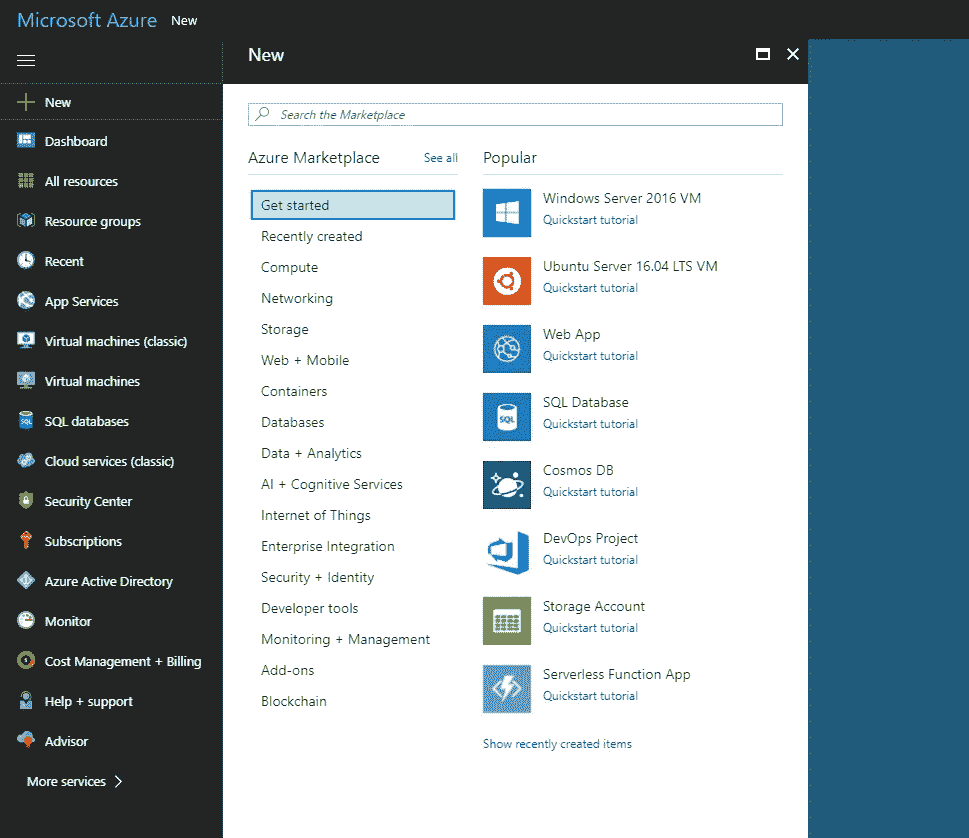 Microsoft Azure New
New
Dashboard
All resources
Resource groups
Recent
App Services
Virtual machines (classic)
Virtual machines
SQL databases
Cloud services (classic)
Security Center
Subscriptions
Azure Active Directory
Monitor
Cost Management + Billing
Help + support
Advisor
More services
New
Search the Marketplace
Azure Marketplace See all
Get started
Recently created
Compute
Networking
Storage
Web + Mobile
Containers
Databases
Data + Analytics
AI + Cognitive Services
Internet of Things
Enterprise Integration
Security + Identity
Developer tools
Monitoring + Management
Add-ons
Blockchain
Popular
Windows Server 2016 VM
Quickstart tutorial
Ubuntu Server 16.04 LTS VM
Quickstart tutorial
Web App
Quickstart tutorial
SQL
SQL Database
Quickstart tutorial
Cosmos DB
Quickstart tutorial
DevOps Project
Quickstart tutorial
Storage Account
Quickstart tutorial
Serverless Function App
Quickstart tutorial
Show recently created items